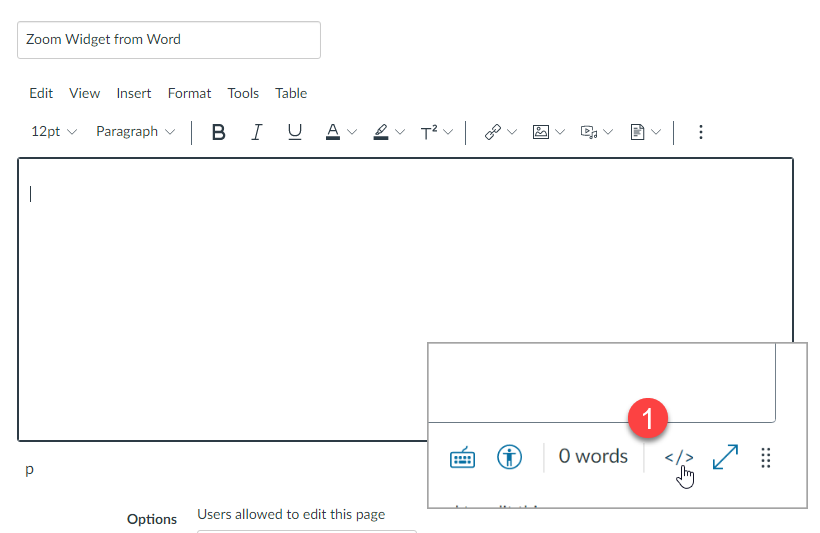 Zoom Widget from Word
Edit View Insert Format Tools Table
12pt Paragraph B I U A T²
1
0 words </>
p
Options Users allowed to edit this page